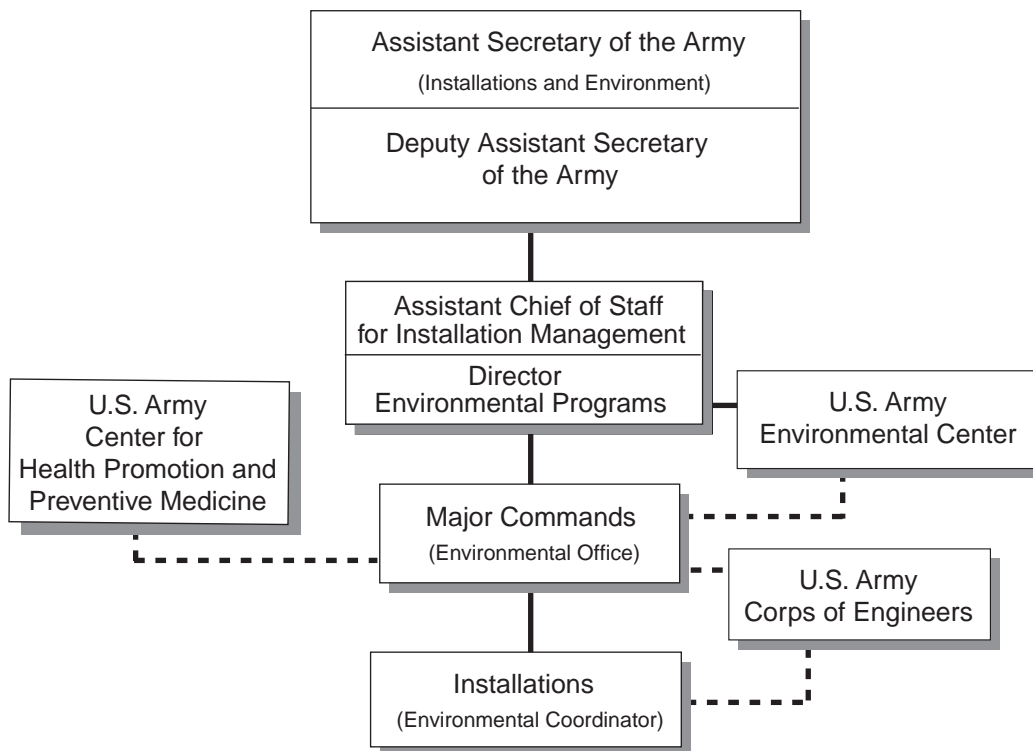 Assistant Secretary of the Army
(Installations and Environment)
Deputy Assistant Secretary
of the Army
Assistant Chief of Staff
for Installation Management
Director
Environmental Programs
U.S. Army
Center for
Health Promotion and
Preventive Medicine
U.S. Army
Environmental Center
Major Commands
(Environmental Office)
U.S. Army
Corps of Engineers
Installations
(Environmental Coordinator)